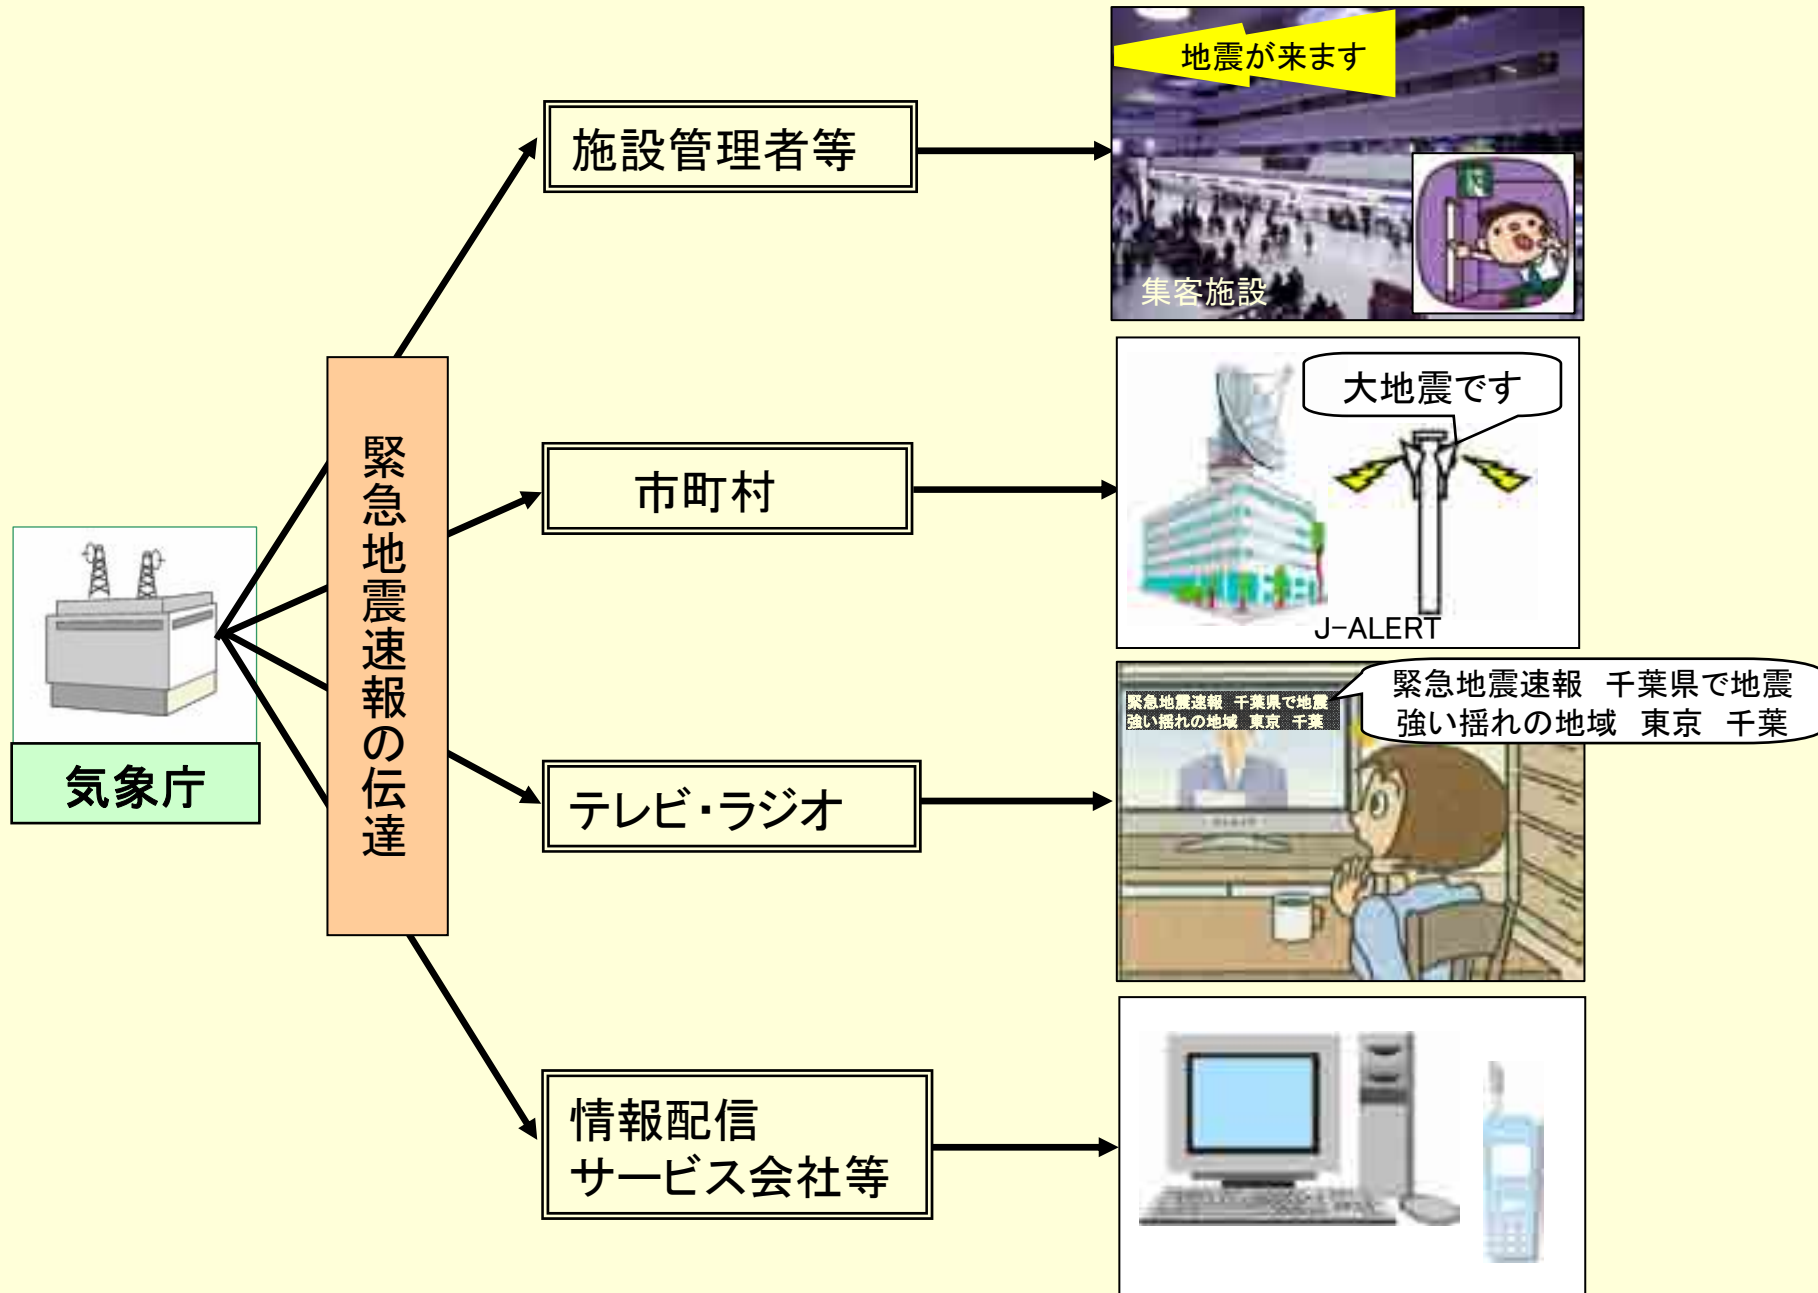 地震が来ます
施設管理者等
集客施設
大地震です
市町村
J-ALERT
緊急地震速報の伝達
気象庁
緊急地震速報 千葉県で地震
強い揺れの地域 東京 千葉
緊急地震速報 千葉県で地震
強い揺れの地域 東京 千葉
テレビ・ラジオ
情報配信
サービス会社等